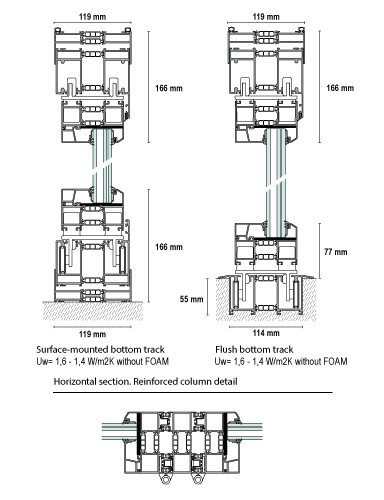 119 mm
119 mm
166 mm
166 mm
166 mm
77 mm
55 mm
119 mm
114 mm
Surface-mounted bottom track
Uw= 1,6 - 1,4 W/m2K without FOAM
Flush bottom track
Uw= 1,6 - 1,4 W/m2K without FOAM
Horizontal section. Reinforced column detail